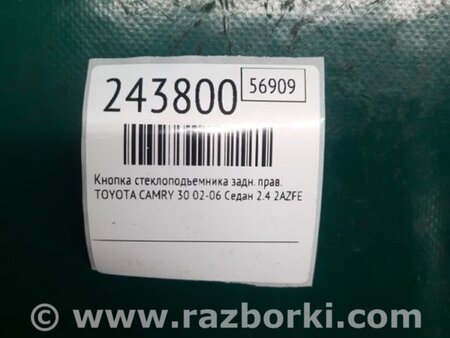 243800 56909
Кнопка стеклоподъемника задн. прав.
TOYOTA CAMRY 30 02-06 Седан 2.4 2AZFE
© www.razborki.com